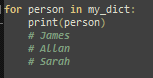 for person in my_dict:
    print(person)
    # James
    # Allan
    # Sarah